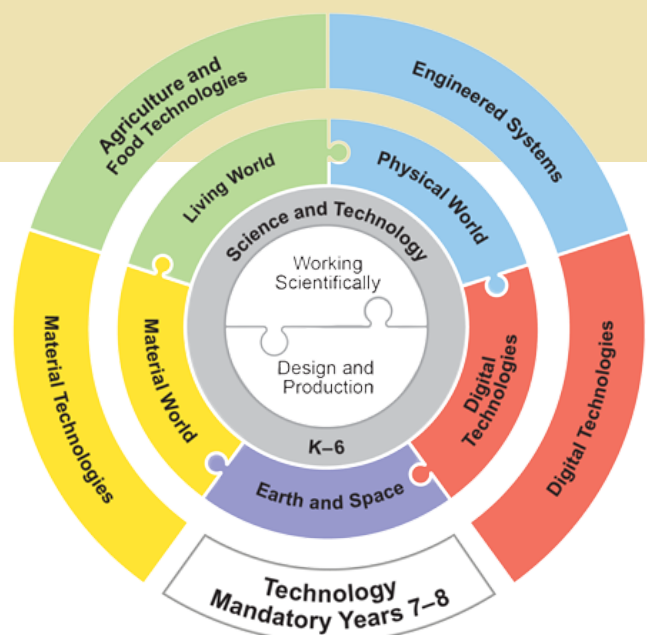 Agriculture and
Food Technologies
Engineered Systems
Living World
Physical World
Science and Technology
Working
Scientifically
Design and
Production
K–6
Material Technologies
Material World
Digital
Technologies
Digital Technologies
Earth and Space
Technology
Mandatory Years 7–8